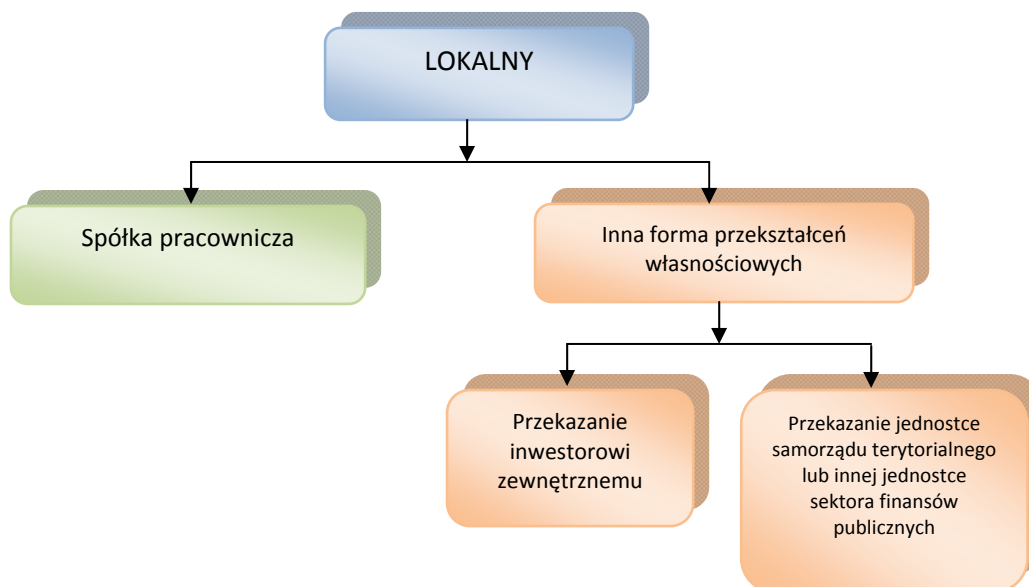 LOKALNY
Spółka pracownicza
Inna forma przekształceń
własnościowych
Przekazanie
inwestorowi
zewnętrznemu
Przekazanie jednostce
samorządu terytorialnego
lub innej jednostce
sektora finansów
publicznych